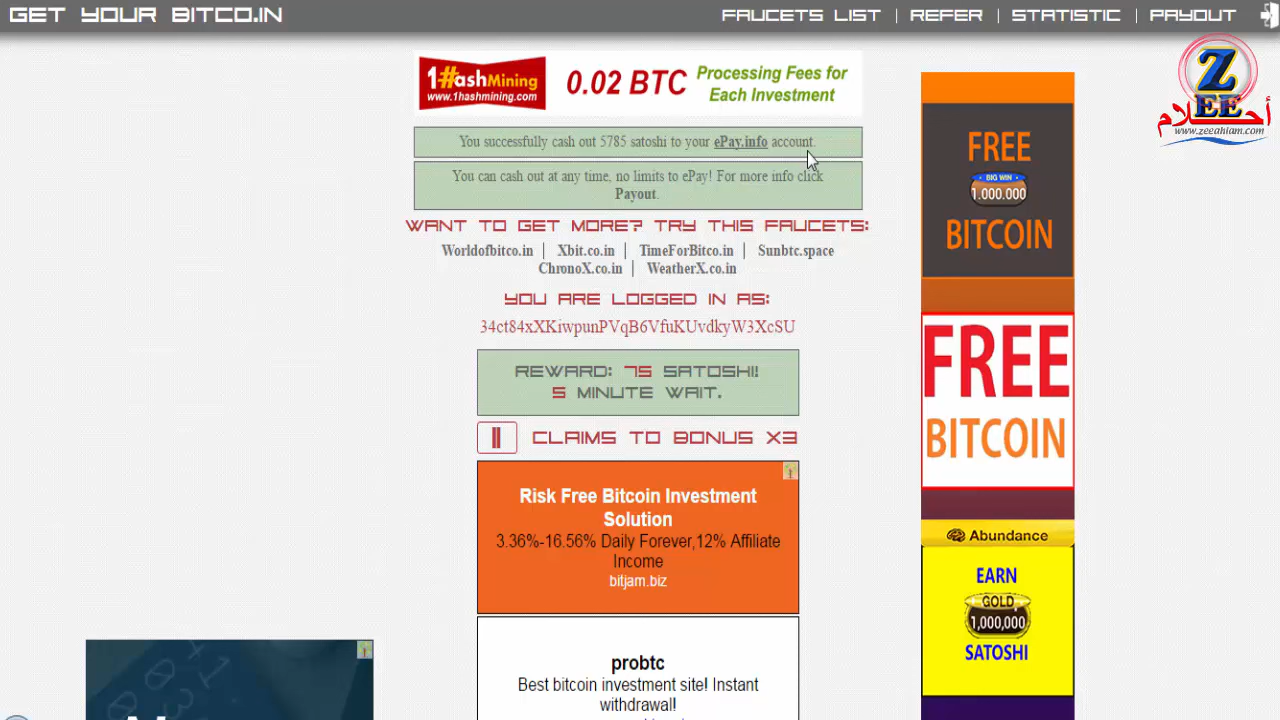 GET YOUR BITCO.IN
FAUCETS LIST | REFER | STATISTIC | PAYOUT
1#ashMining
www.1hashmining.com
0.02 BTC
Processing Fees for
Each Investment
You successfully cash out 5785 satoshi to your ePay.info account.
You can cash out at any time, no limits to ePay! For more info click
Payout.
WANT TO GET MORE? TRY THIS FAUCETS:
Worldofbitco.in | Xbit.co.in | TimeForBitco.in | Sunbtc.space
ChronoX.co.in | WeatherX.co.in
YOU ARE LOGGED IN AS:
34ct84xXKiwpunPVqB6VfuKUvdkyW3XcSU
REWARD: 75 SATOSHI!
5 MINUTE WAIT.
11 CLAIMS TO BONUS X3
Risk Free Bitcoin Investment
Solution
3.36%-16.56% Daily Forever,12% Affiliate
Income
bitjam.biz
probtc
Best bitcoin investment site! Instant
withdrawal!
FREE
BIG WIN
1.000.000
BITCOIN
FREE
BITCOIN
Abundance
EARN
GOLD
1,000,000
SATOSHI
Z
ZEE
أحلام
www.zeeahlam.com